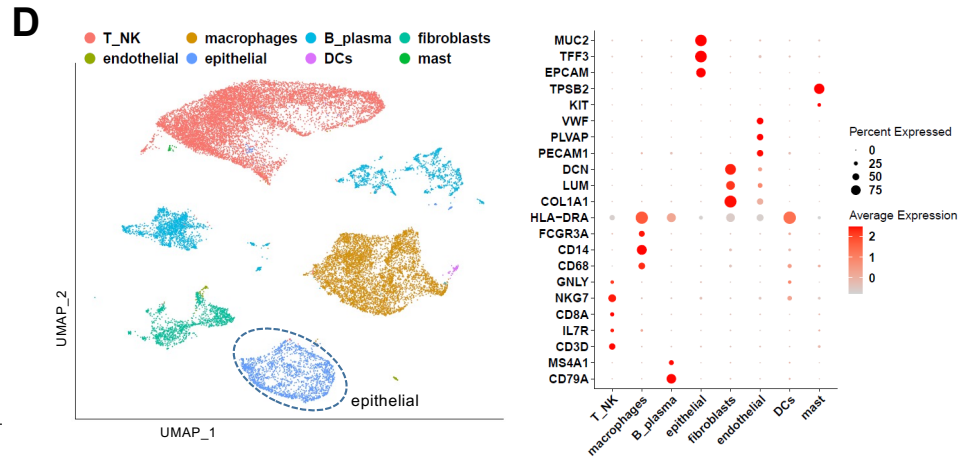 D
T_NK macrophages B_plasma fibroblasts
endothelial epithelial DCs mast
UMAP_2
UMAP_1
epithelial
MUC2
TFF3
EPCAM
TPSB2
KIT
VWF
PLVAP
PECAM1
DCN
LUM
COL1A1
HLA-DRA
FCGR3A
CD14
CD68
GNLY
NKG7
CD8A
IL7R
CD3D
MS4A1
CD79A
T_NK
macrophages
B_plasma
epithelial
fibroblasts
endothelial
DCs
mast
Percent Expressed
0
25
50
75
Average Expression
2
1
0